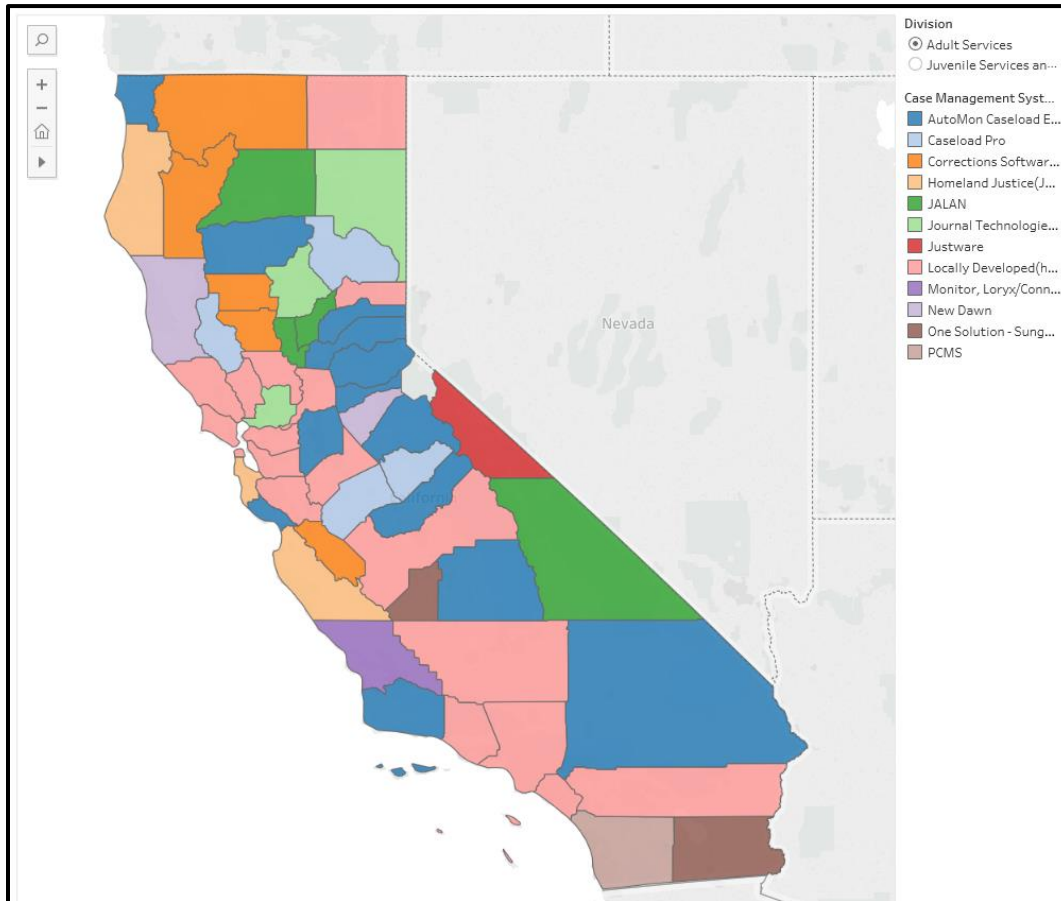 Division
Adult Services
Juvenile Services an...
Case Management Syst...
AutoMon Caseload E...
Caseload Pro
Corrections Softwar...
Homeland Justice(J...
JALAN
Journal Technologie...
Justware
Locally Developed(h...
Monitor, Loryx/Conn...
New Dawn
One Solution - Sung...
PCMS
Nevada
California